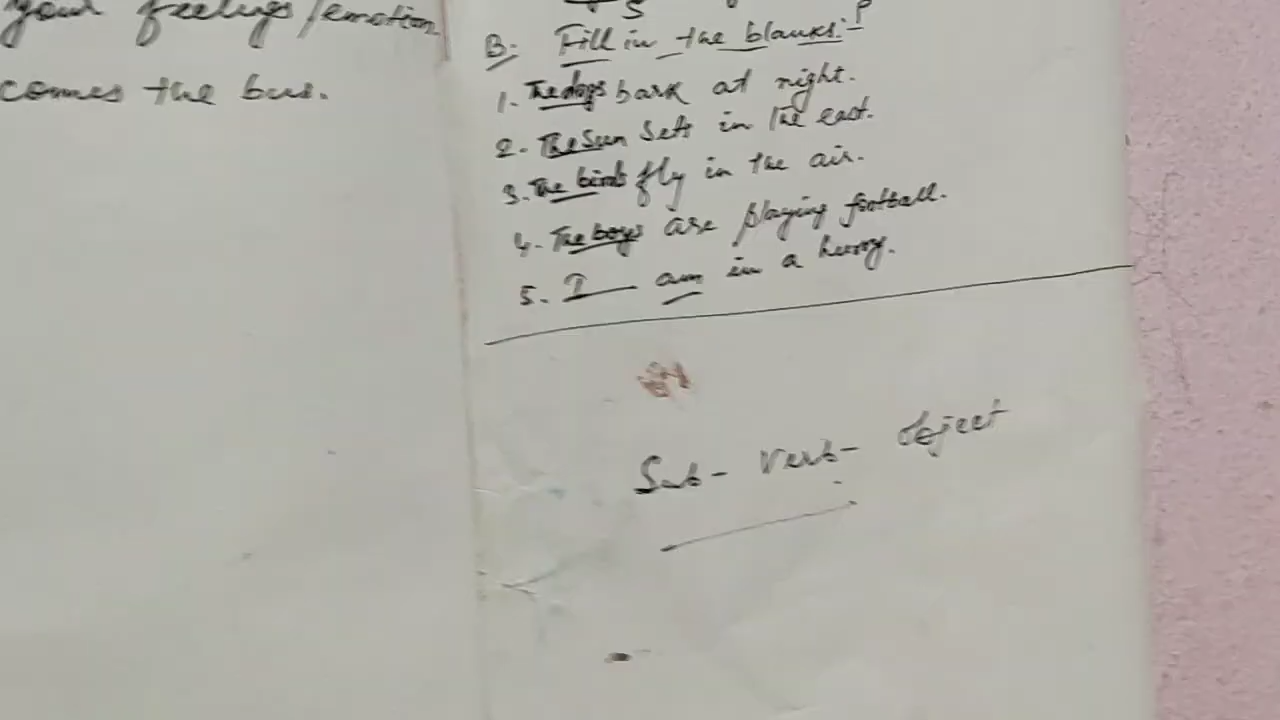 your feelings/emotion
comes the bus.
S
P
B. Fill in the blanks:-
1. The dogs bark at night.
2. The Sun Sets in the east.
3. The birds fly in the air.
4. The boys are playing football.
5. I am in a hurry.
Sub- Verb- Object